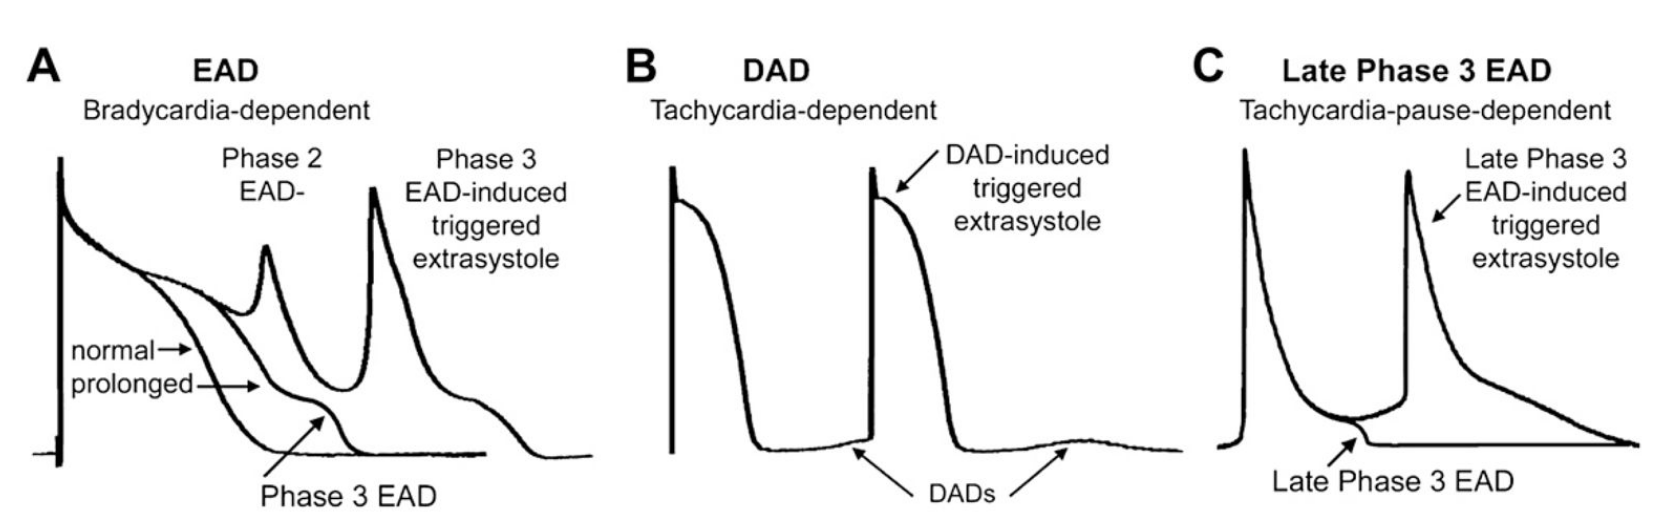 A
EAD
Bradycardia-dependent
Phase 2
EAD-
Phase 3
EAD-induced
triggered
extrasystole
normal
prolonged
Phase 3 EAD
B
DAD
Tachycardia-dependent
DAD-induced
triggered
extrasystole
DADs
C
Late Phase 3 EAD
Tachycardia-pause-dependent
Late Phase 3
EAD-induced
triggered
extrasystole
Late Phase 3 EAD